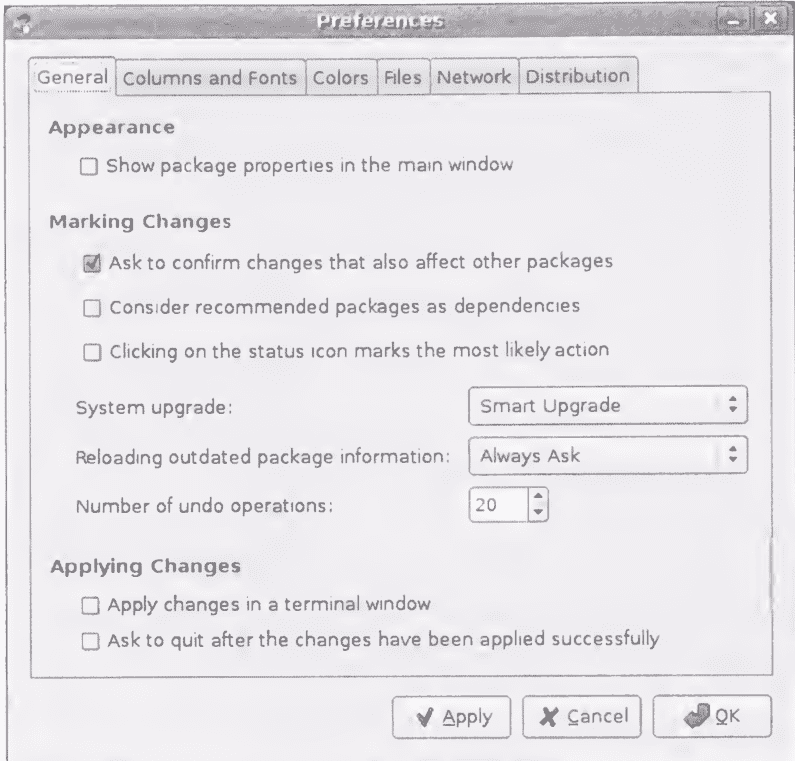 Preferences
General Columns and Fonts Colors Files Network Distribution
Appearance
Show package properties in the main window
Marking Changes
Ask to confirm changes that also affect other packages
Consider recommended packages as dependencies
Clicking on the status icon marks the most likely action
System upgrade: Smart Upgrade
Reloading outdated package information: Always Ask
Number of undo operations: 20
Applying Changes
Apply changes in a terminal window
Ask to quit after the changes have been applied successfully
Apply Cancel OK